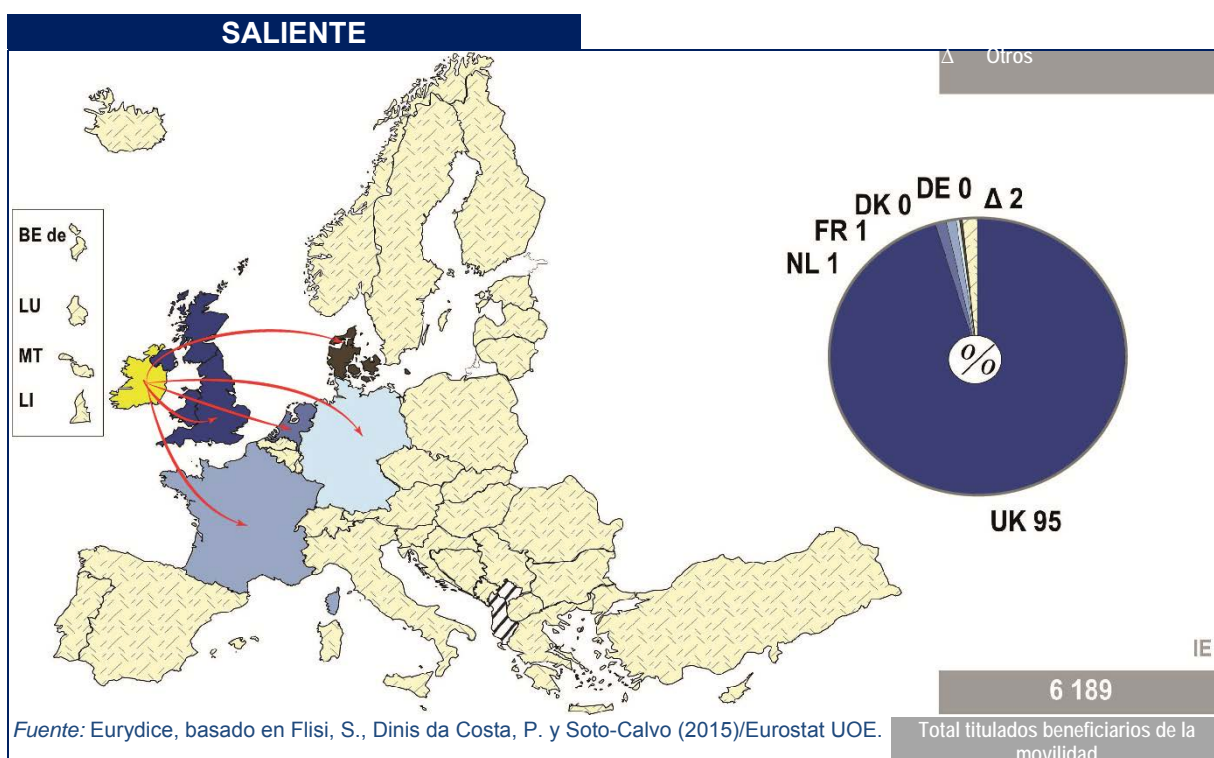 SALIENTE
Δ Otros
BE de
LU
MT
LI
DE 0
Δ 2
DK 0
FR 1
NL 1
%
UK 95
IE
6 189
Fuente: Eurydice, basado en Flisi, S., Dinis da Costa, P. y Soto-Calvo (2015)/Eurostat UOE.
Total titulados beneficiarios de la
movilidad